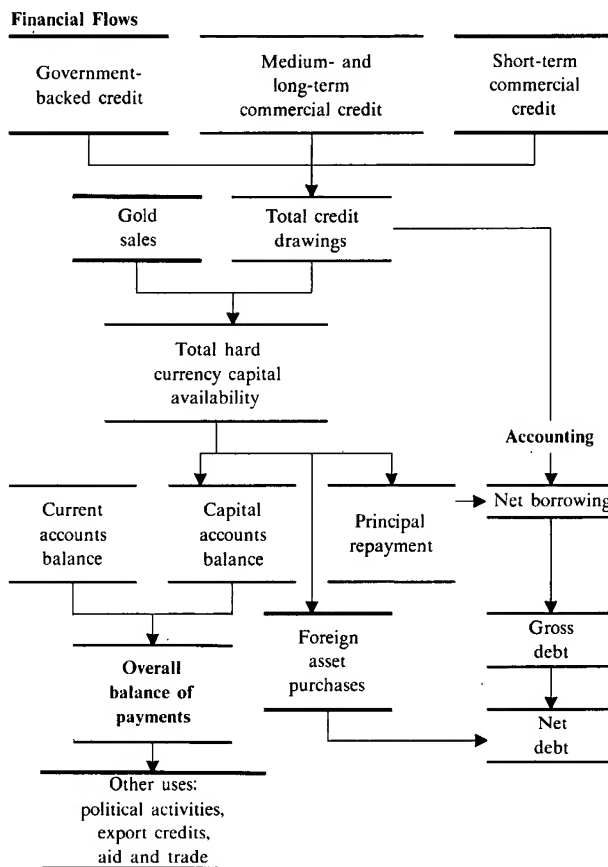 Financial Flows
Government-
backed credit
Medium- and
long-term
commercial credit
Short-term
commercial
credit
Gold
sales
Total credit
drawings
Total hard
currency capital
availability
Accounting
Current
accounts
balance
Capital
accounts
balance
Principal
repayment
Net borrowing
Foreign
asset
purchases
Gross
debt
Overall
balance of
payments
Net
debt
Other uses:
political activities,
export credits,
aid and trade